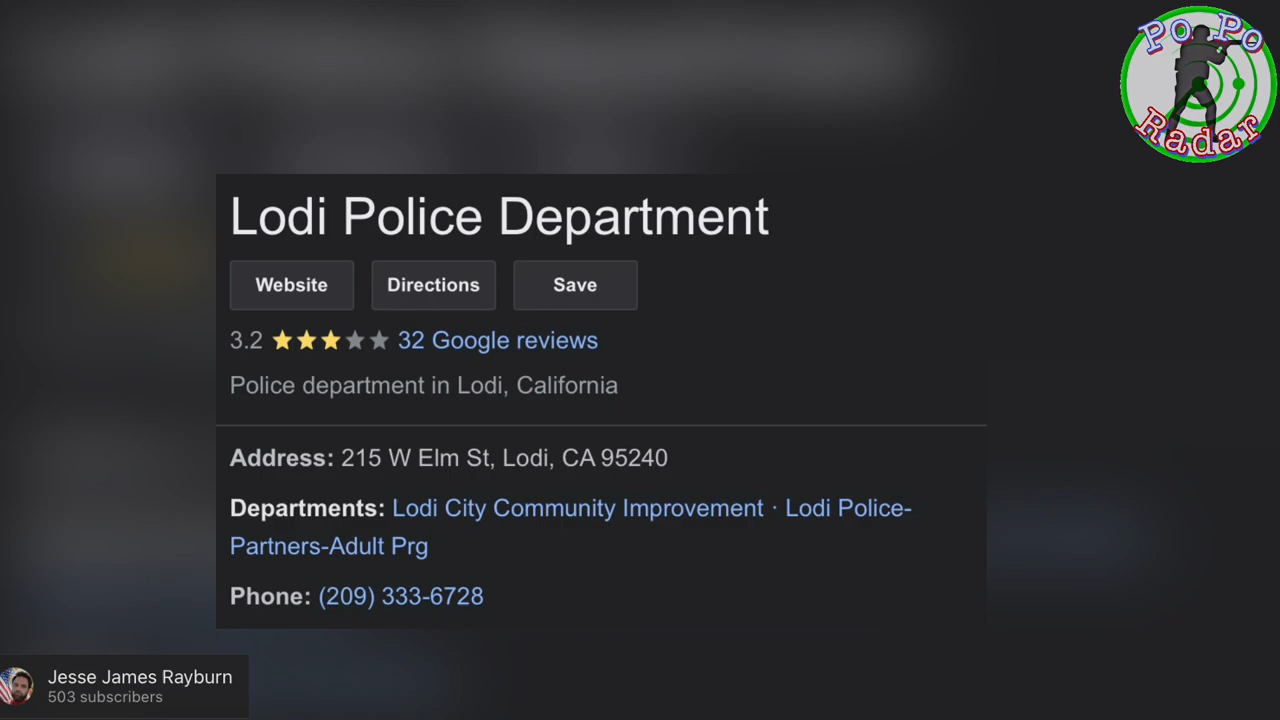 Po Po
Radar
Lodi Police Department
Website Directions Save
3.2 32 Google reviews
Police department in Lodi, California
Address: 215 W Elm St, Lodi, CA 95240
Departments: Lodi City Community Improvement · Lodi Police-
Partners-Adult Prg
Phone: (209) 333-6728
Jesse James Rayburn
503 subscribers